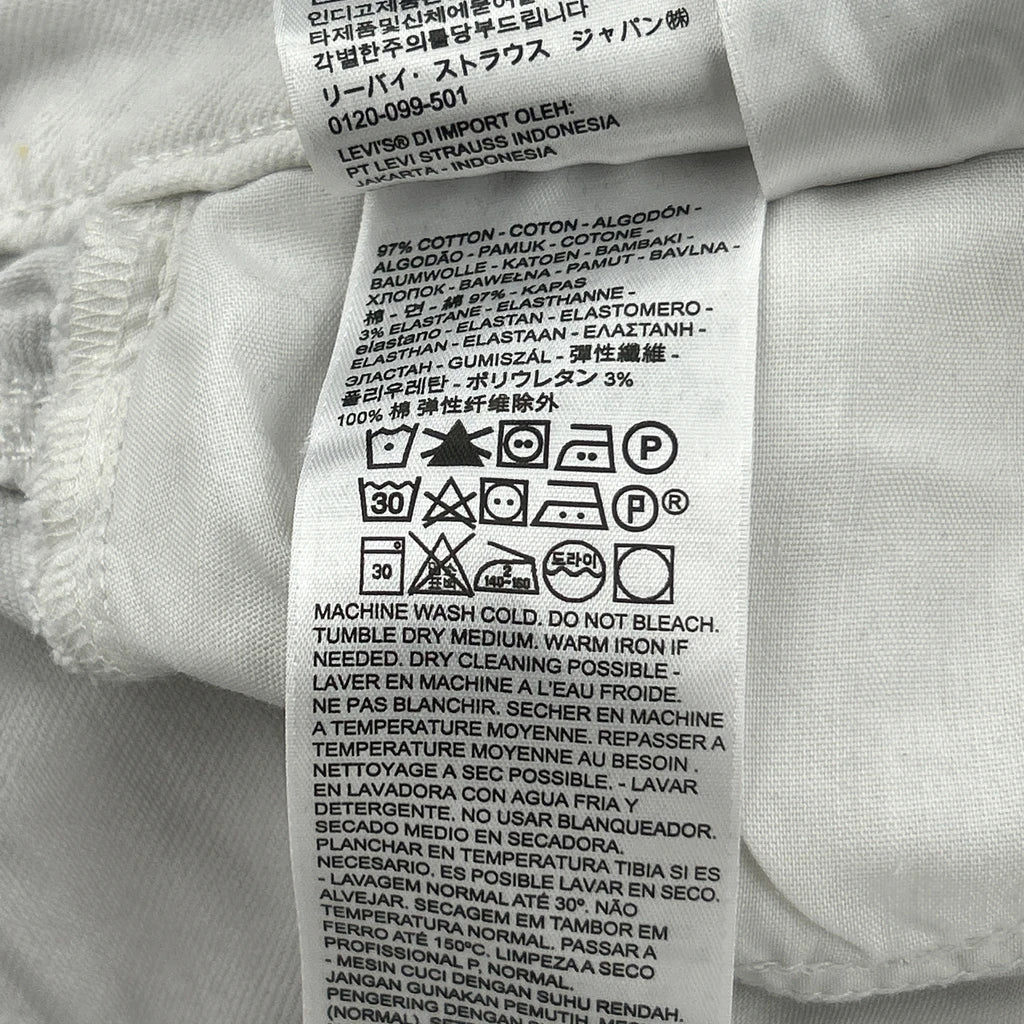 인디고제품은
타제품및신체에묻어
각별한주의를당부드립니다
リーバイ・ストラウス ジャパン㈱
0120-099-501
LEVI'S® DI IMPORT OLEH:
PT LEVI STRAUSS INDONESIA
JAKARTA - INDONESIA
97% COTTON - COTON - ALGODÓN -
ALGODÃO - PAMUK - COTONE -
BAUMWOLLE - KATOEN - BAMBAKI -
ХЛОПОК - BAWEŁNA - PAMUT - BAVLNA -
棉 - 면 - 綿 97% - KAPAS
3% ELASTANE - ELASTHANNE -
elastano - ELASTAN - ELASTOMERO -
ELASTHAN - ELASTAAN - ΕΛΑΣΤΑΝΗ -
ЭЛАСТАН - GUMISZÁL - 彈性纖維 -
폴리우레탄 - ポリウレタン 3%
100% 棉 弹性纤维除外
P
30 P ®
30 2 140-160 드라이
MACHINE WASH COLD. DO NOT BLEACH.
TUMBLE DRY MEDIUM. WARM IRON IF
NEEDED. DRY CLEANING POSSIBLE -
LAVER EN MACHINE A L'EAU FROIDE.
NE PAS BLANCHIR. SECHER EN MACHINE
A TEMPERATURE MOYENNE. REPASSER A
TEMPERATURE MOYENNE AU BESOIN .
NETTOYAGE A SEC POSSIBLE. - LAVAR
EN LAVADORA CON AGUA FRIA Y
DETERGENTE. NO USAR BLANQUEADOR.
SECADO MEDIO EN SECADORA.
PLANCHAR EN TEMPERATURA TIBIA SI ES
NECESARIO. ES POSIBLE LAVAR EN SECO.
- LAVAGEM NORMAL ATÉ 30º. NÃO
ALVEJAR. SECAGEM EM TAMBOR EM
TEMPERATURA NORMAL. PASSAR A
FERRO ATÉ 150ºC. LIMPEZA A SECO
PROFISSIONAL P, NORMAL.
- MESIN CUCI DENGAN SUHU RENDAH.
JANGAN GUNAKAN PEMUTIH.
PENGERING DENGAN SUHU
(NORMAL).